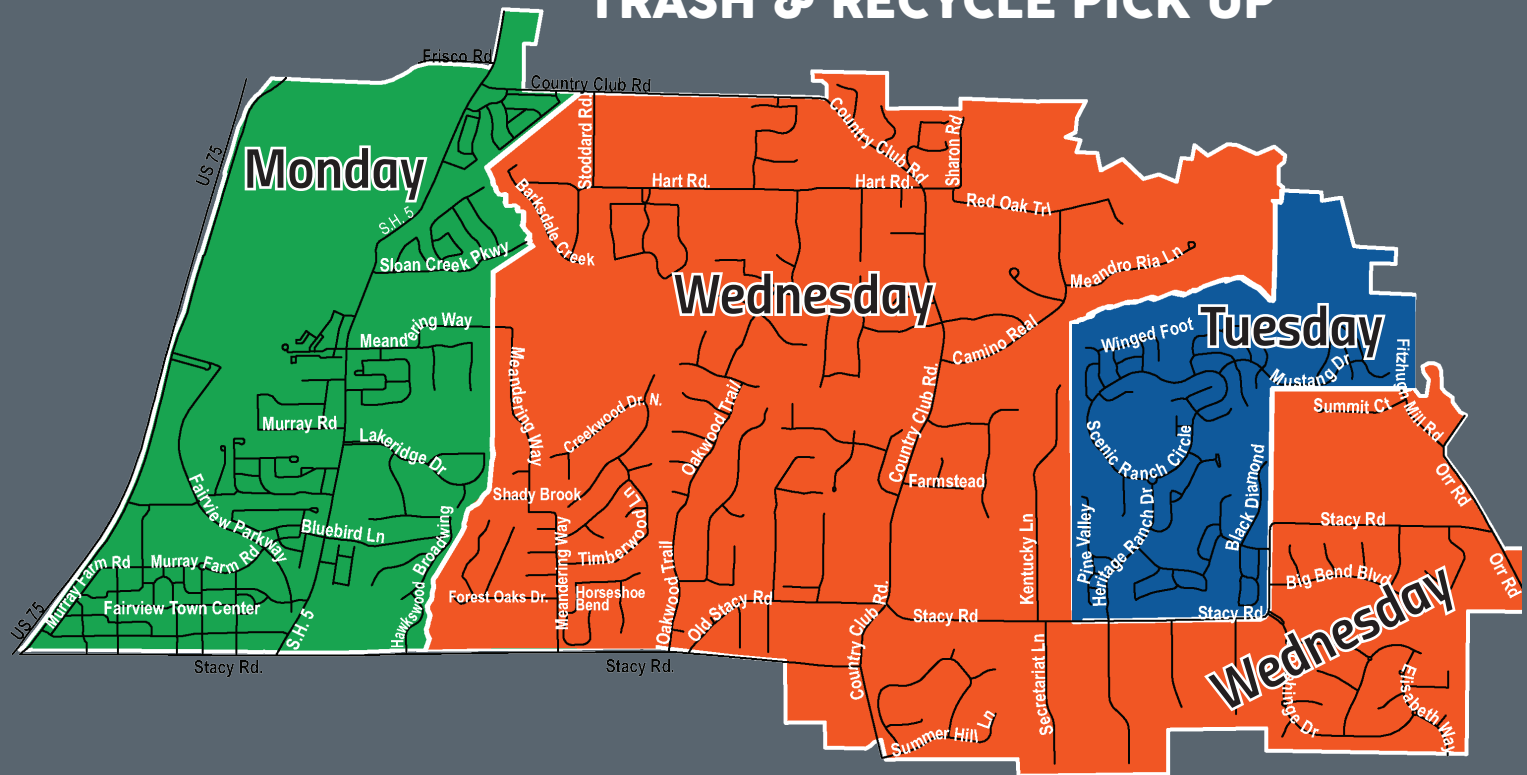 TRASH & RECYCLE PICK UP
Frisco Rd
Country Club Rd
US 75
Monday
Stoddard Rd.
Country Club Rd
Sharon Rd
Hart Rd.
Hart Rd.
Barksdale Creek
Red Oak Trl
S.H. 5
Sloan Creek Pkwy
Meandro Ria Ln
Wednesday
Tuesday
Meandering Way
Winged Foot
Camino Real
Mustang Dr
Fitzhugh Mill Rd
Meandering Way
Summit Ct
Murray Rd
Lakeridge Dr
Creekwood Dr. N.
Oakwood Trail
Country Club Rd.
Scenic Ranch Circle
Black Diamond
Orr Rd
Shady Brook
Farmstead
Fairview Parkway
Bluebird Ln
Timberwood Ln
Meandering Way
Kentucky Ln
Pine Valley
Heritage Ranch Dr
Stacy Rd
Murray Farm Rd
Murray Farm Rd
Hawkswood
Broadwing
Oakwood Trail
Big Bend Blvd
Orr Rd
Forest Oaks Dr.
Horseshoe
Bend
Old Stacy Rd
Fairview Town Center
US 75
S.H. 5
Country Club Rd.
Stacy Rd
Stacy Rd
Wednesday
Stacy Rd.
Stacy Rd.
Secretariat Ln
Summer Hill Ln
Elisabeth Way
Dr